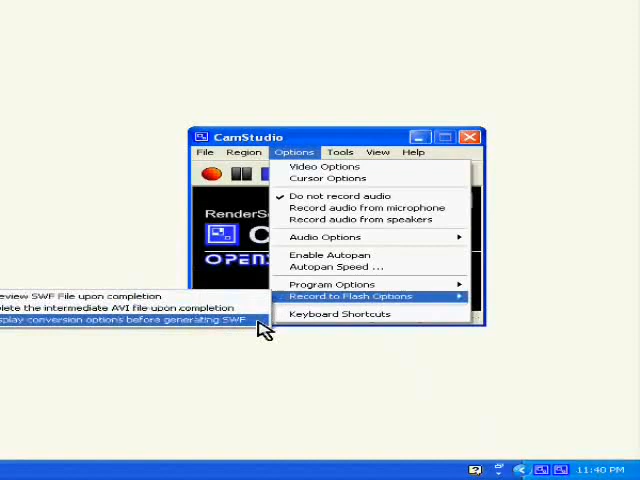 CamStudio
File Region Options Tools View Help
Video Options
Cursor Options
Do not record audio
Record audio from microphone
Record audio from speakers
Audio Options
Enable Autopan
Autopan Speed ...
Program Options
Record to Flash Options
Keyboard Shortcuts
RenderS
C
OPENS
eview SWF File upon completion
lete the intermediate AVI file upon completion
splay conversion options before generating SWF
11:40 PM